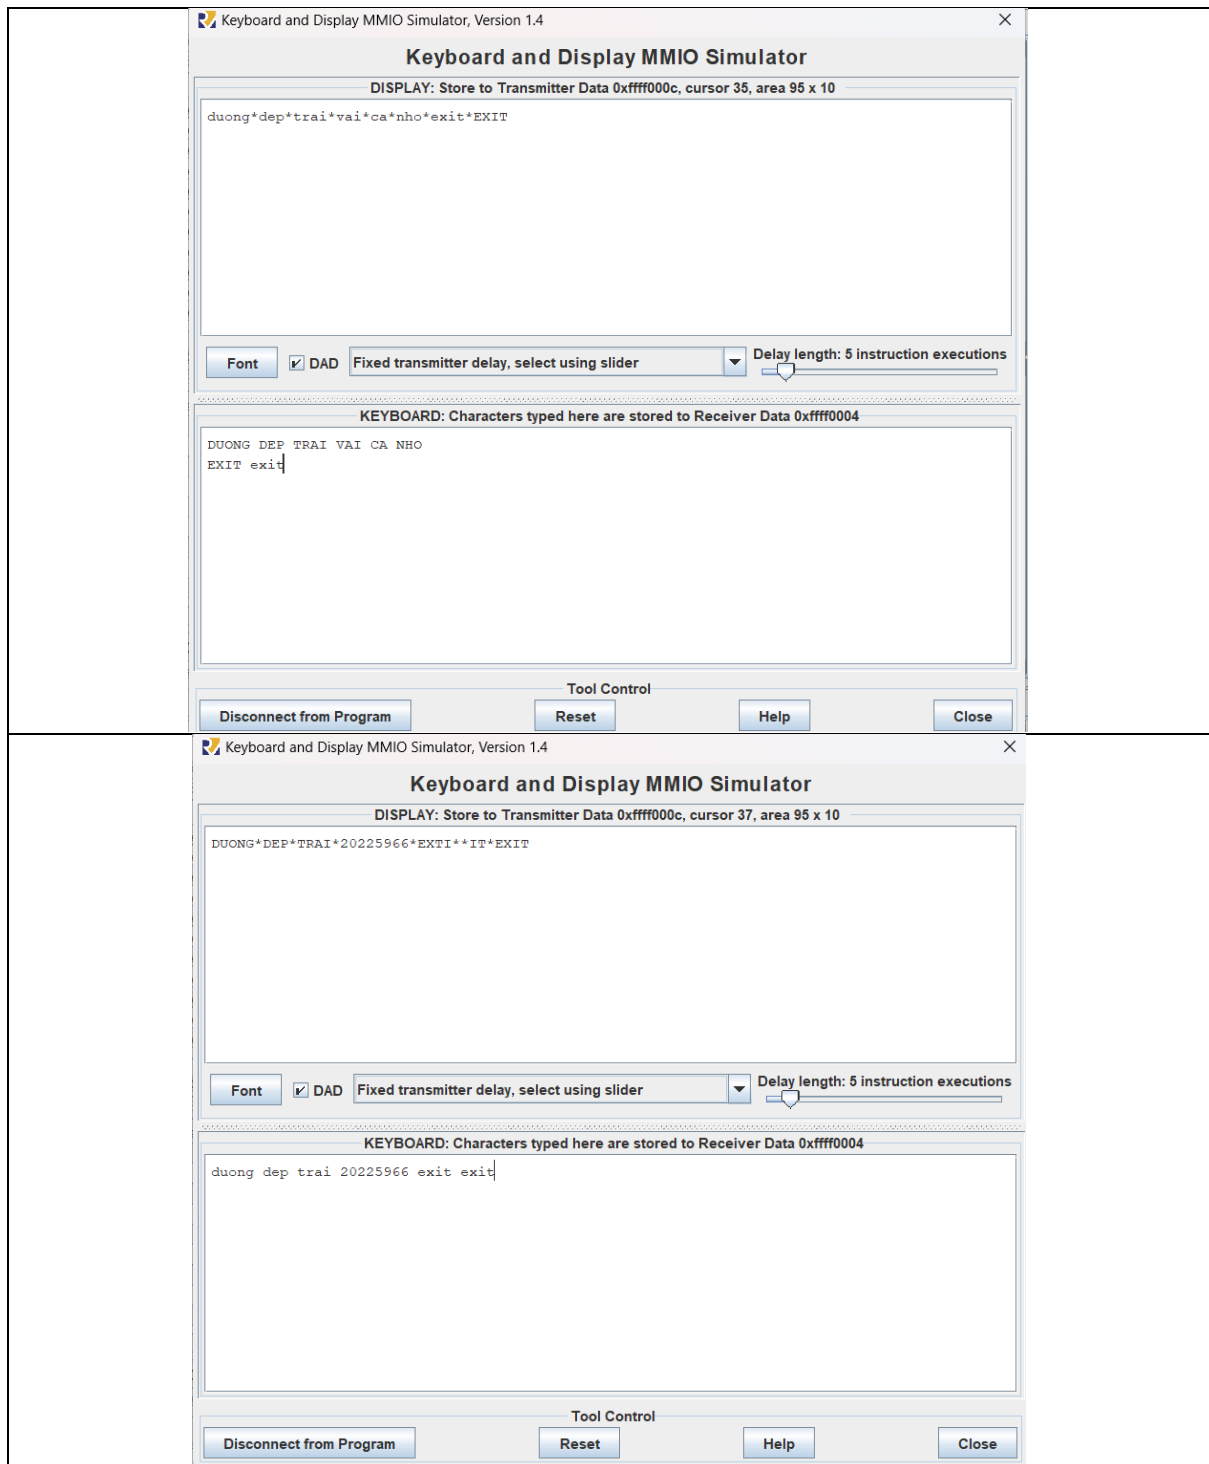 Keyboard and Display MMIO Simulator, Version 1.4
Keyboard and Display MMIO Simulator
DISPLAY: Store to Transmitter Data 0xffff000c, cursor 35, area 95 x 10
duong*dep*trai*vai*ca*nho*exit*EXIT
Font DAD Fixed transmitter delay, select using slider Delay length: 5 instruction executions
KEYBOARD: Characters typed here are stored to Receiver Data 0xffff0004
DUONG DEP TRAI VAI CA NHO
EXIT exit
Tool Control
Disconnect from Program Reset Help Close
Keyboard and Display MMIO Simulator, Version 1.4
Keyboard and Display MMIO Simulator
DISPLAY: Store to Transmitter Data 0xffff000c, cursor 37, area 95 x 10
DUONG*DEP*TRAI*20225966*EXTI**IT*EXIT
Font DAD Fixed transmitter delay, select using slider Delay length: 5 instruction executions
KEYBOARD: Characters typed here are stored to Receiver Data 0xffff0004
duong dep trai 20225966 exit exit
Tool Control
Disconnect from Program Reset Help Close